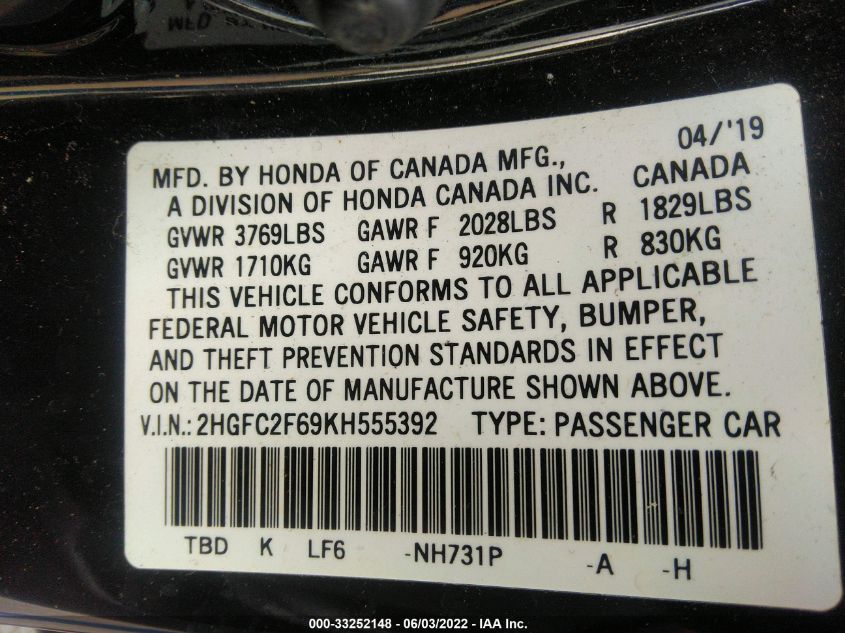 04/'19
MFD. BY HONDA OF CANADA MFG., CANADA
A DIVISION OF HONDA CANADA INC.
GVWR 3769LBS GAWR F 2028LBS R 1829LBS
GVWR 1710KG GAWR F 920KG R 830KG
THIS VEHICLE CONFORMS TO ALL APPLICABLE
FEDERAL MOTOR VEHICLE SAFETY, BUMPER,
AND THEFT PREVENTION STANDARDS IN EFFECT
ON THE DATE OF MANUFACTURE SHOWN ABOVE.
V.I.N.: 2HGFC2F69KH555392 TYPE: PASSENGER CAR
TBD K LF6 -NH731P -A -H
000-33252148 - 06/03/2022 - IAA Inc.